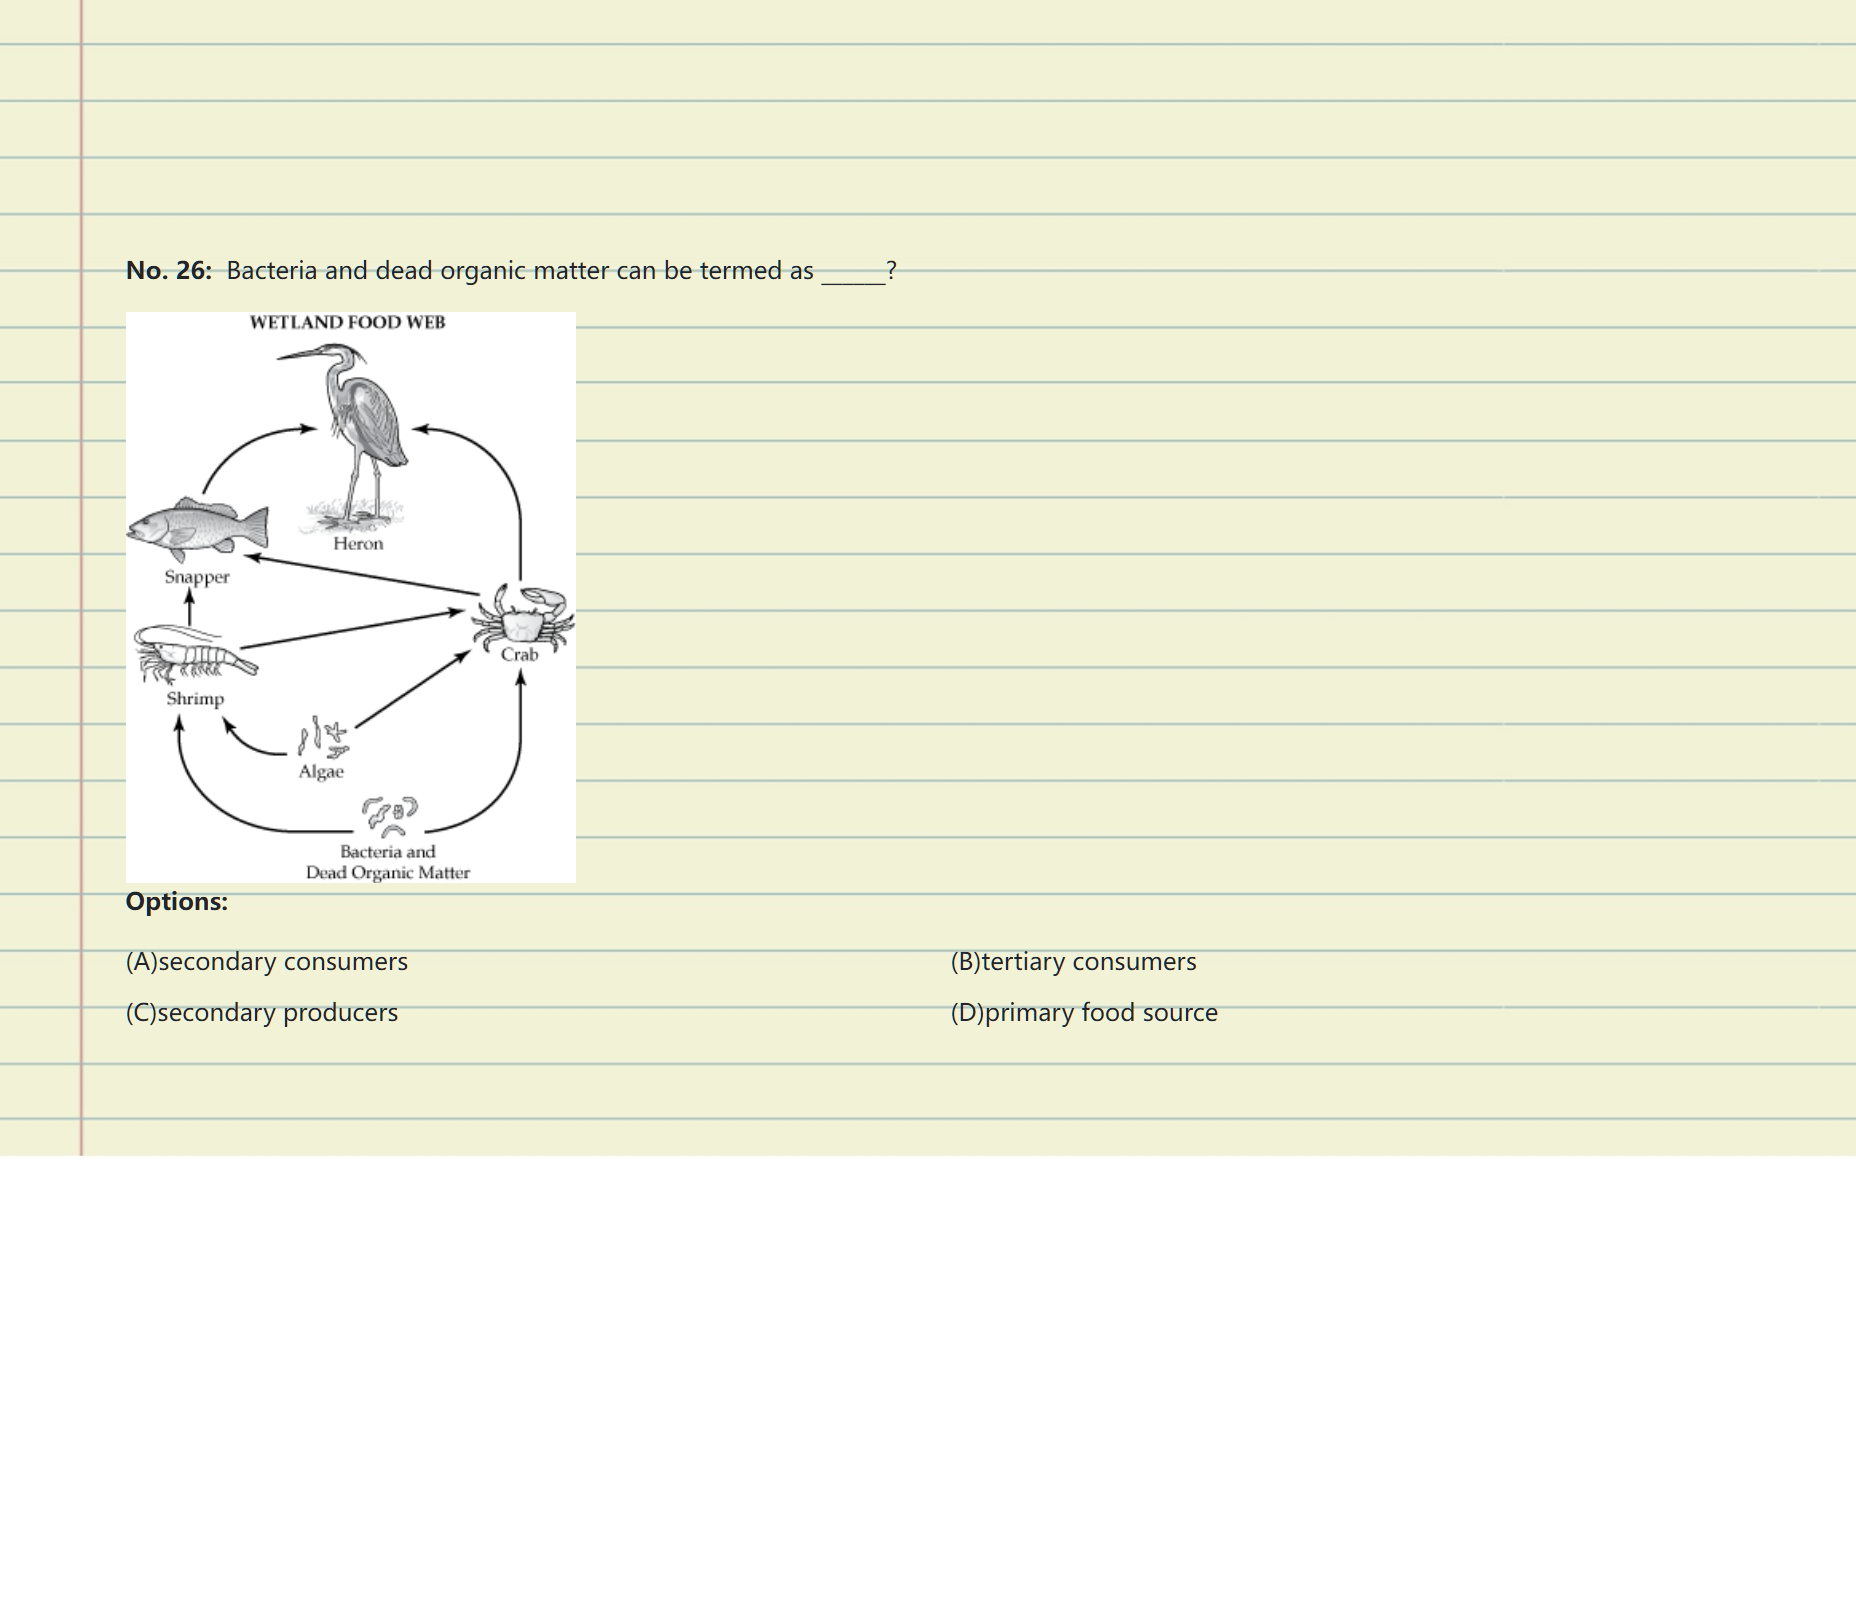 No. 26: Bacteria and dead organic matter can be termed as ______?
WETLAND FOOD WEB
Heron
Snapper
Crab
Shrimp
Algae
Bacteria and
Dead Organic Matter
Options:
(A)secondary consumers
(B)tertiary consumers
(C)secondary producers
(D)primary food source